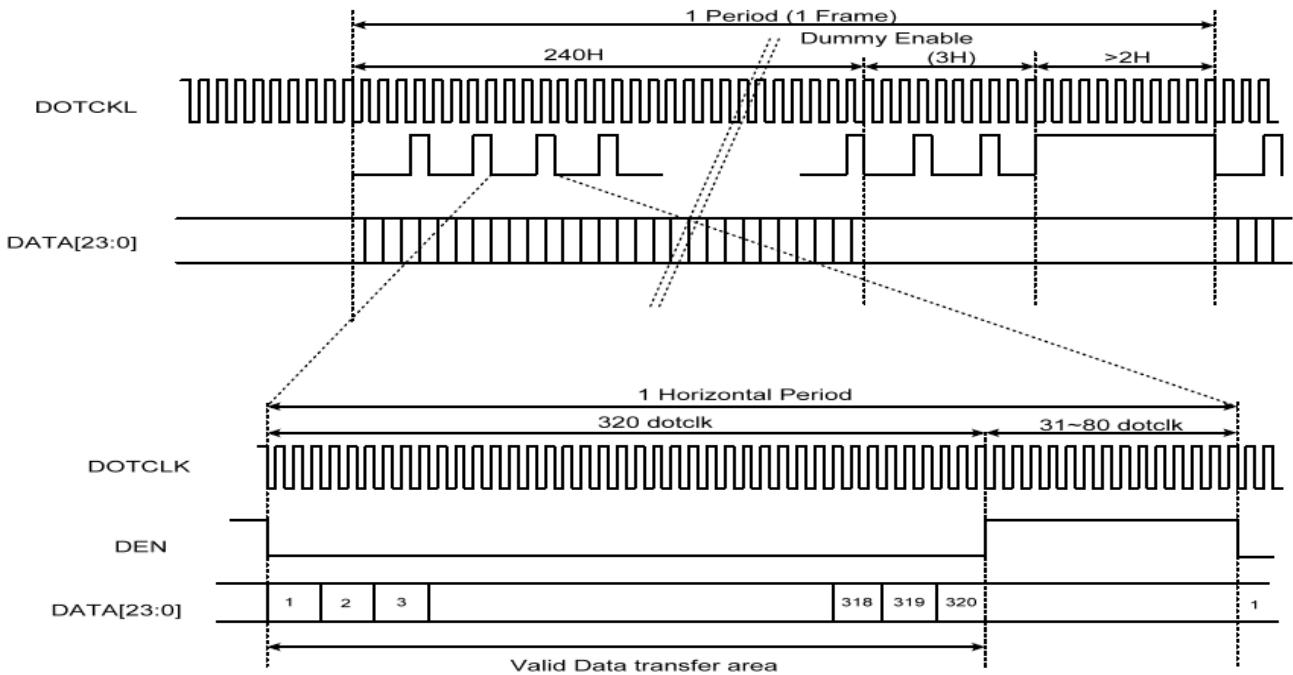 1 Period (1 Frame)
Dummy Enable
240H
(3H)
>2H
DOTCKL
DATA[23:0]
1 Horizontal Period
320 dotclk
31~80 dotclk
DOTCLK
DEN
DATA[23:0]
1
2
3
318
319
320
1
Valid Data transfer area